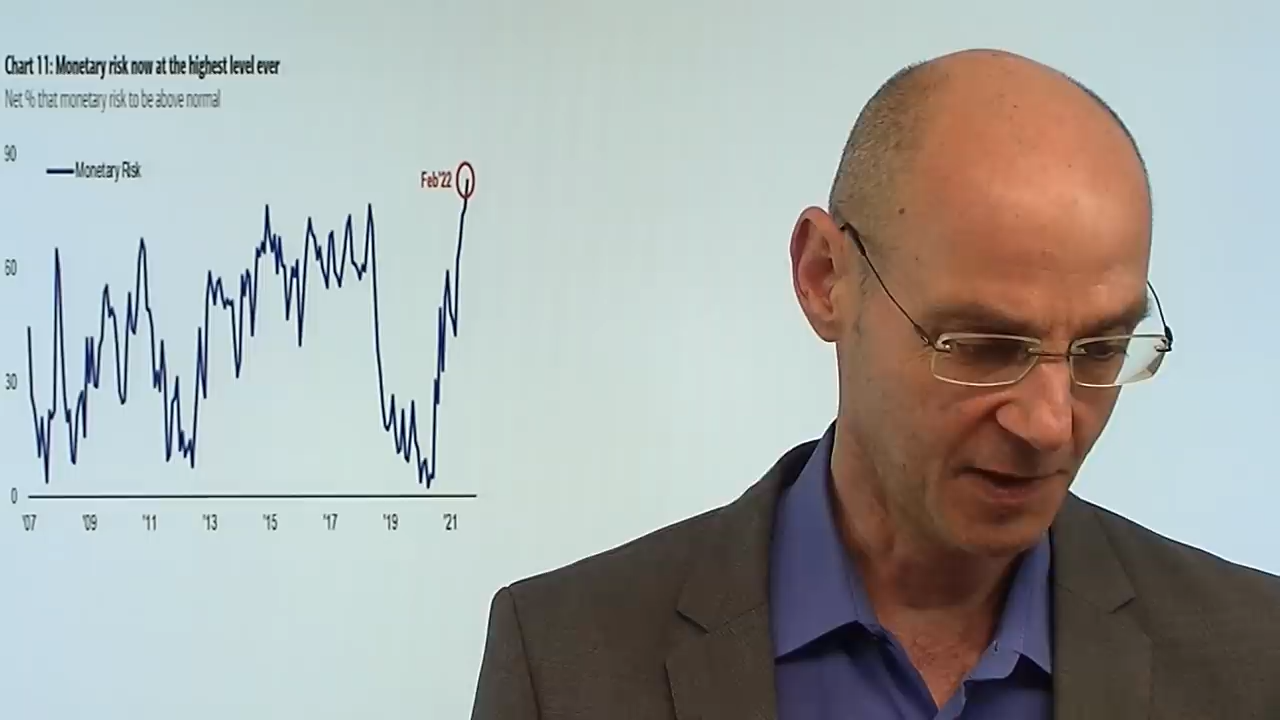 Chart 11: Monetary risk now at the highest level ever
Net % that monetary risk to be above normal
90
Monetary Risk
Feb'22
60
30
0
'07 '09 '11 '13 '15 '17 '19 '21